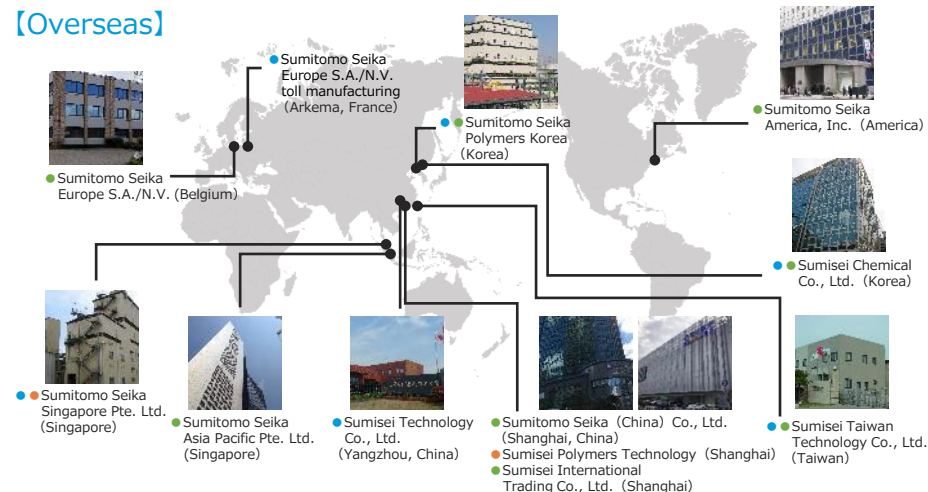 【Overseas】
Sumitomo Seika
Europe S.A./N.V.
toll manufacturing
(Arkema, France)
Sumitomo Seika
Europe S.A./N.V. (Belgium)
Sumitomo Seika
Polymers Korea
(Korea)
Sumitomo Seika
America, Inc. (America)
Sumisei Chemical
Co., Ltd. (Korea)
Sumitomo Seika
Singapore Pte. Ltd.
(Singapore)
Sumitomo Seika
Asia Pacific Pte. Ltd.
(Singapore)
Sumisei Technology
Co., Ltd.
(Yangzhou, China)
Sumitomo Seika (China) Co., Ltd.
(Shanghai, China)
Sumisei Polymers Technology (Shanghai)
Sumisei International
Trading Co., Ltd. (Shanghai)
Sumisei Taiwan
Technology Co., Ltd.
(Taiwan)